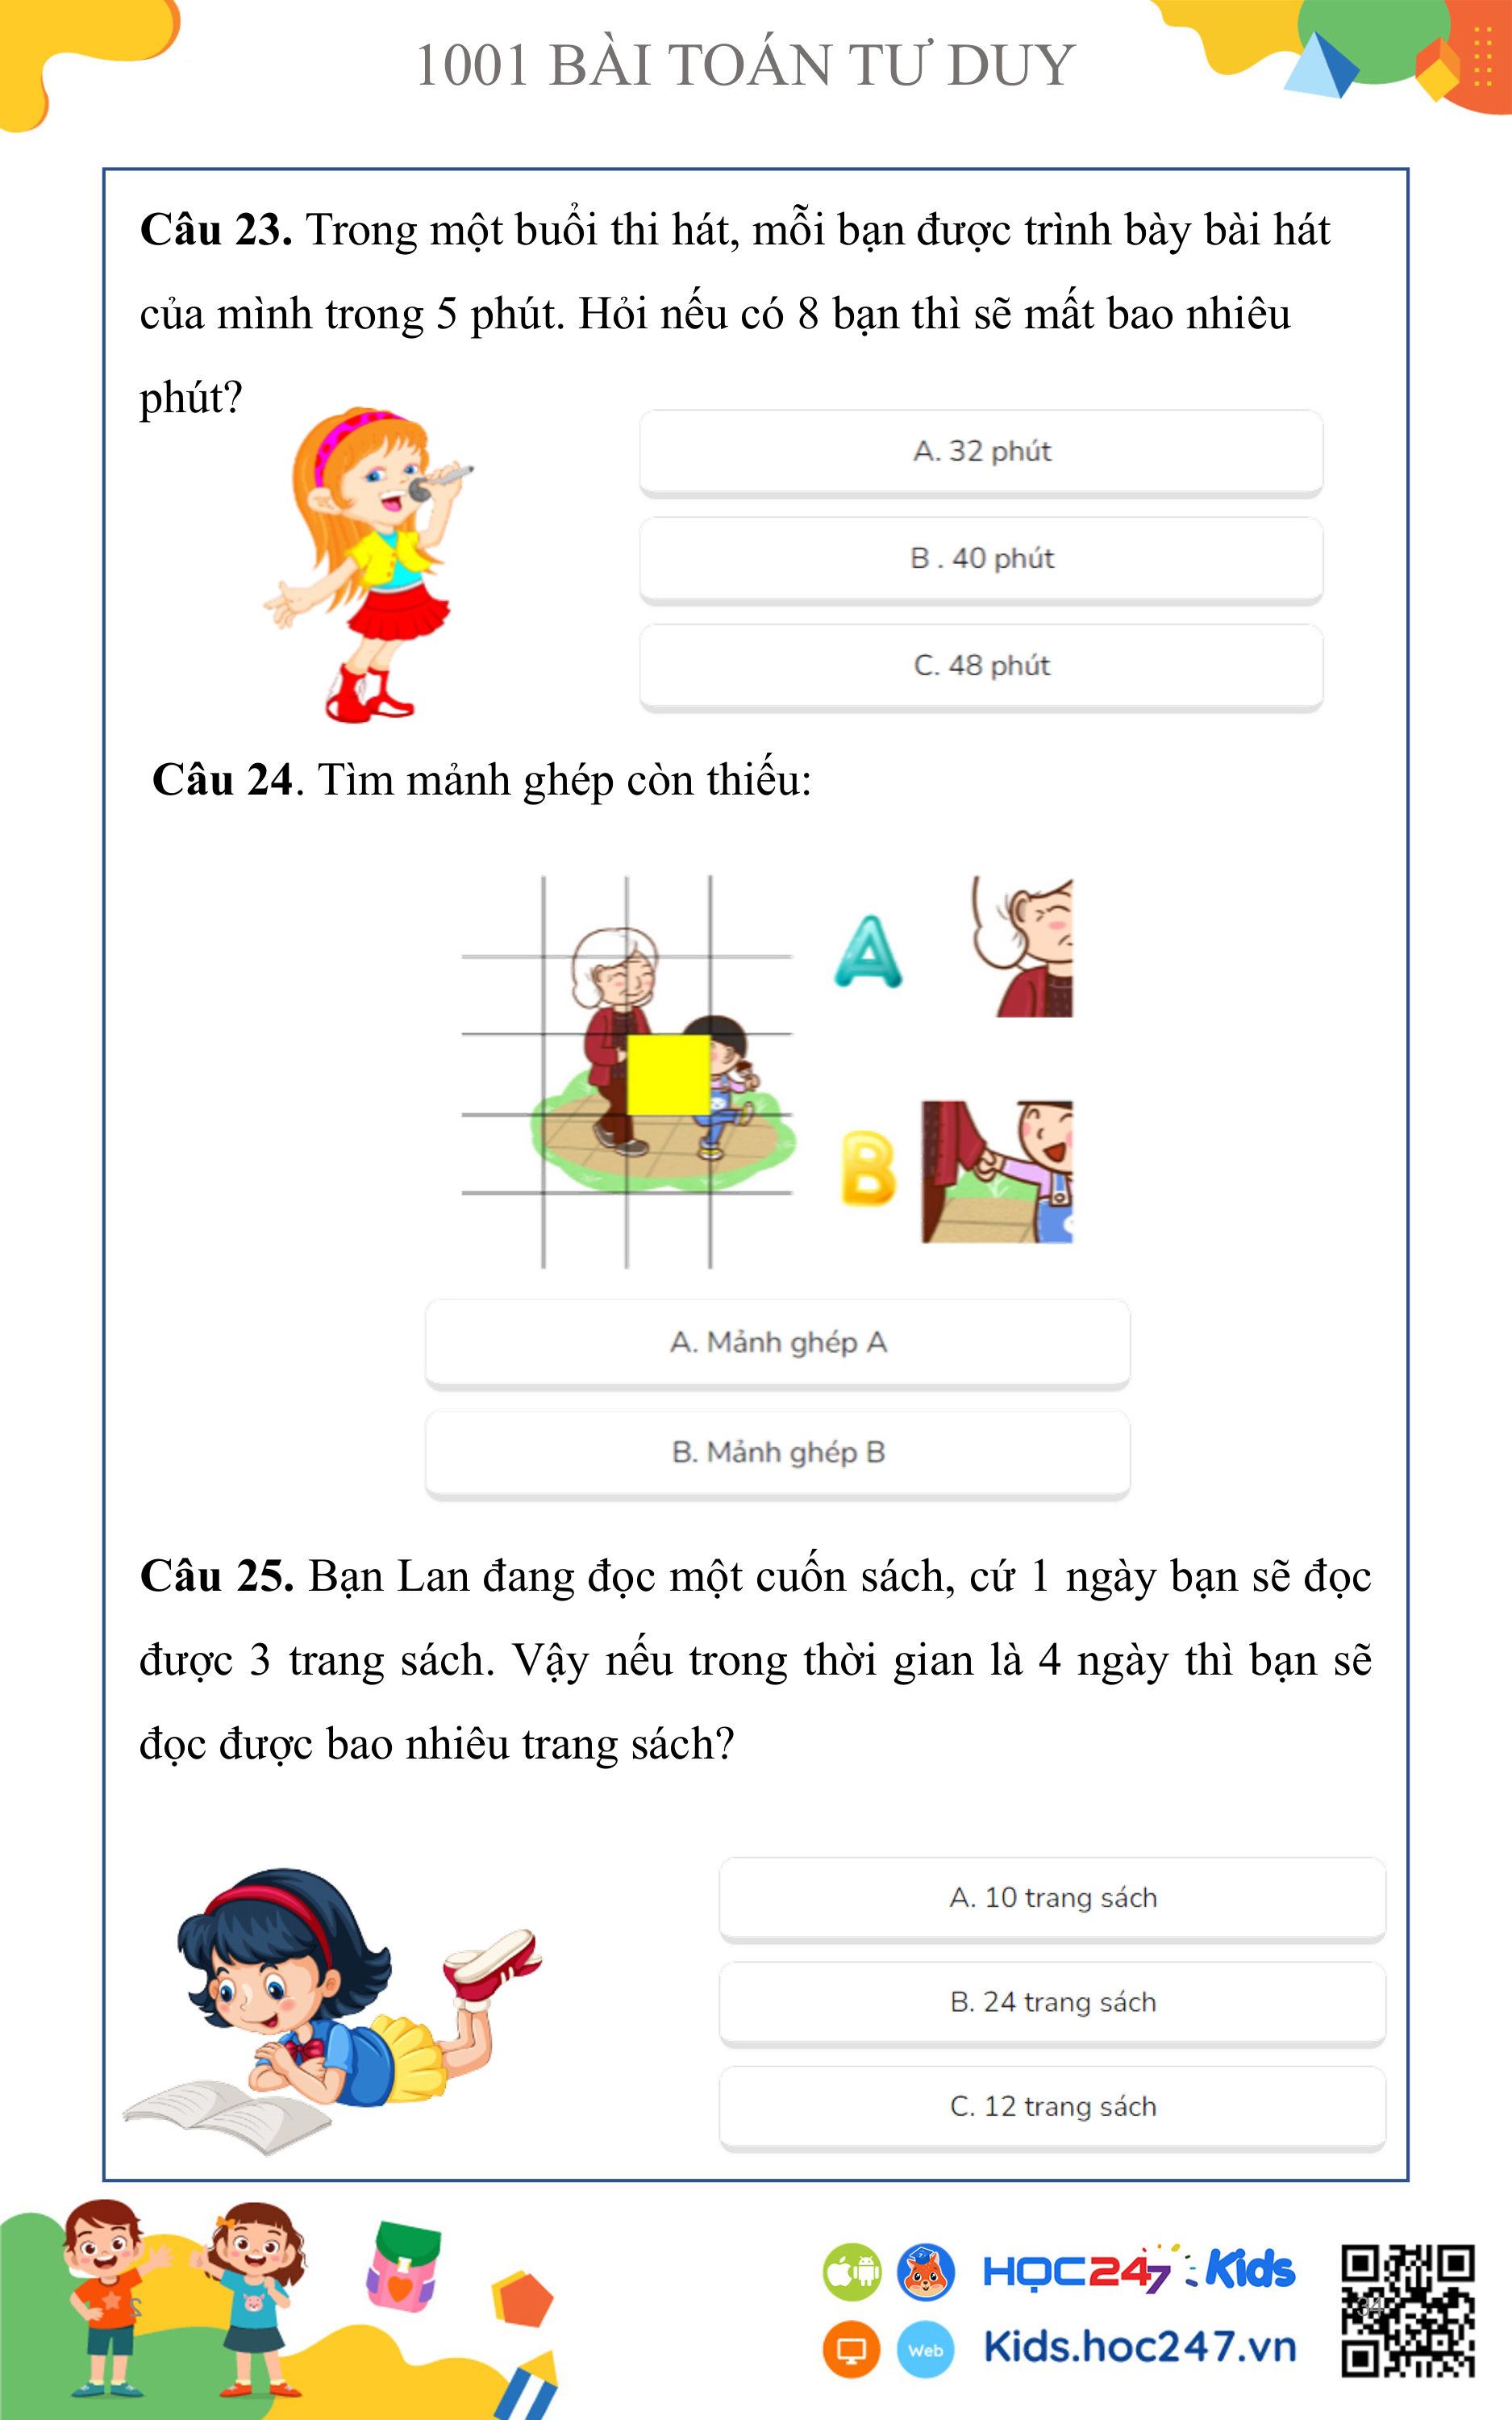 1001 BÀI TOÁN TƯ DUY
Câu 23. Trong một buổi thi hát, mỗi bạn được trình bày bài hát
của mình trong 5 phút. Hỏi nếu có 8 bạn thì sẽ mất bao nhiêu
phút?
A. 32 phút
B . 40 phút
C. 48 phút
Câu 24. Tìm mảnh ghép còn thiếu:
A
B
A. Mảnh ghép A
B. Mảnh ghép B
Câu 25. Bạn Lan đang đọc một cuốn sách, cứ 1 ngày bạn sẽ đọc
được 3 trang sách. Vậy nếu trong thời gian là 4 ngày thì bạn sẽ
đọc được bao nhiêu trang sách?
A. 10 trang sách
B. 24 trang sách
C. 12 trang sách
HỌC247 Kids
Web
Kids.hoc247.vn
34